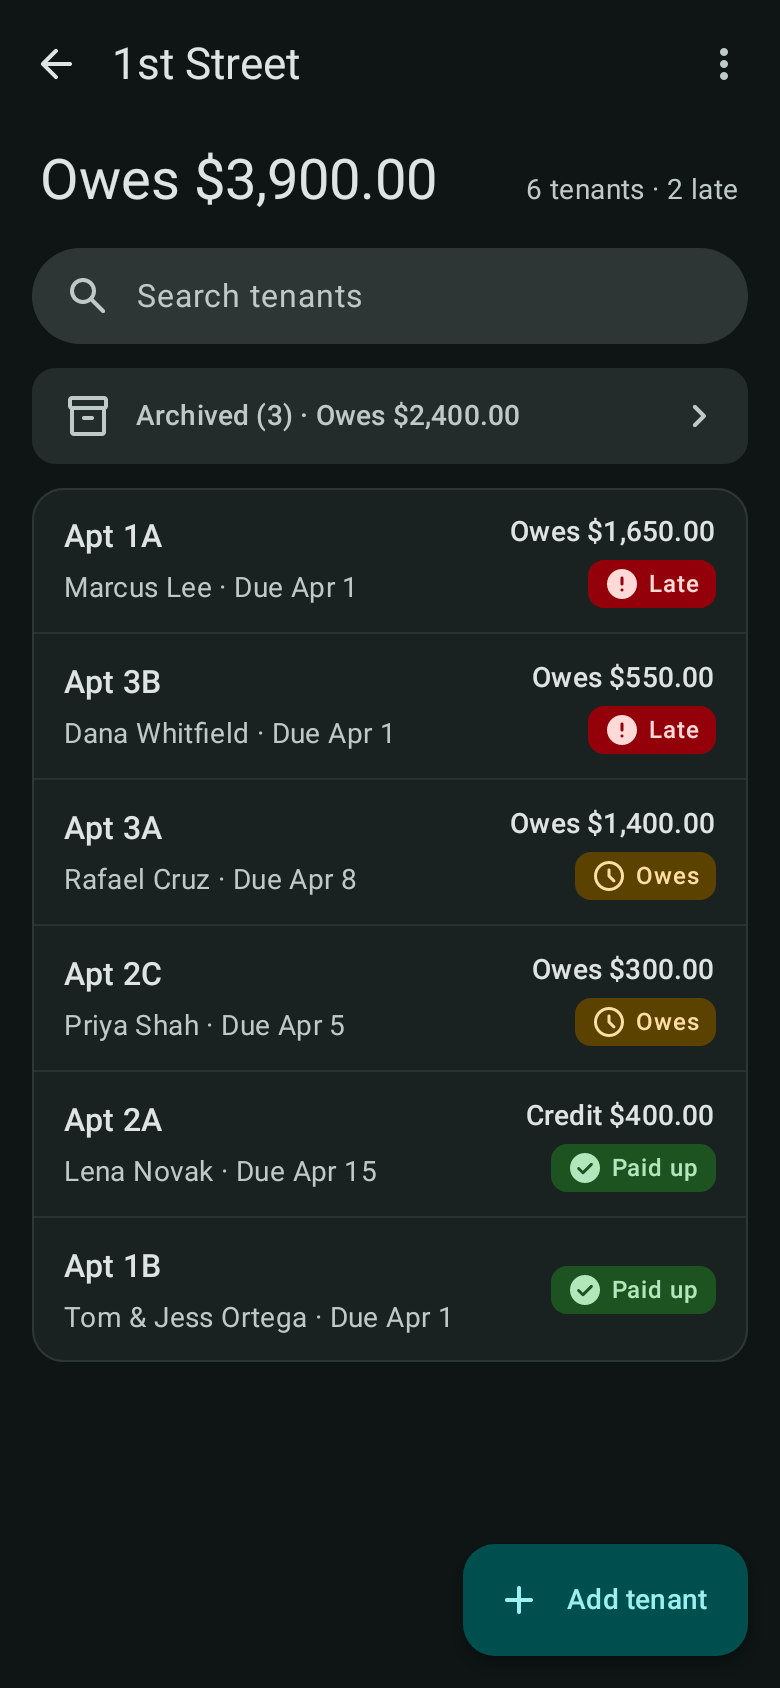 1st Street
Owes $3,900.00
6 tenants · 2 late
Search tenants
Archived (3) · Owes $2,400.00
Apt 1A
Owes $1,650.00
Marcus Lee · Due Apr 1
Late
Apt 3B
Owes $550.00
Dana Whitfield · Due Apr 1
Late
Apt 3A
Owes $1,400.00
Rafael Cruz · Due Apr 8
Owes
Apt 2C
Owes $300.00
Priya Shah · Due Apr 5
Owes
Apt 2A
Credit $400.00
Lena Novak · Due Apr 15
Paid up
Apt 1B
Paid up
Tom & Jess Ortega · Due Apr 1
Add tenant